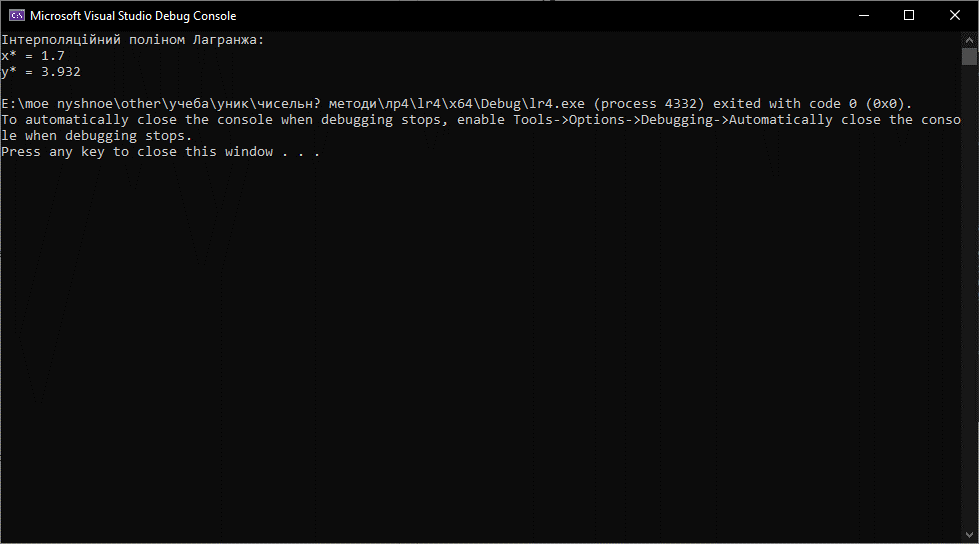 Microsoft Visual Studio Debug Console
Інтерполяційний поліном Лагранжа:
x* = 1.7
y* = 3.932
E:\moe nyshnoe\other\учеба\уник\чисельн? методи\лр4\lr4\x64\Debug\lr4.exe (process 4332) exited with code 0 (0x0).
To automatically close the console when debugging stops, enable Tools->Options->Debugging->Automatically close the conso
le when debugging stops.
Press any key to close this window . . .